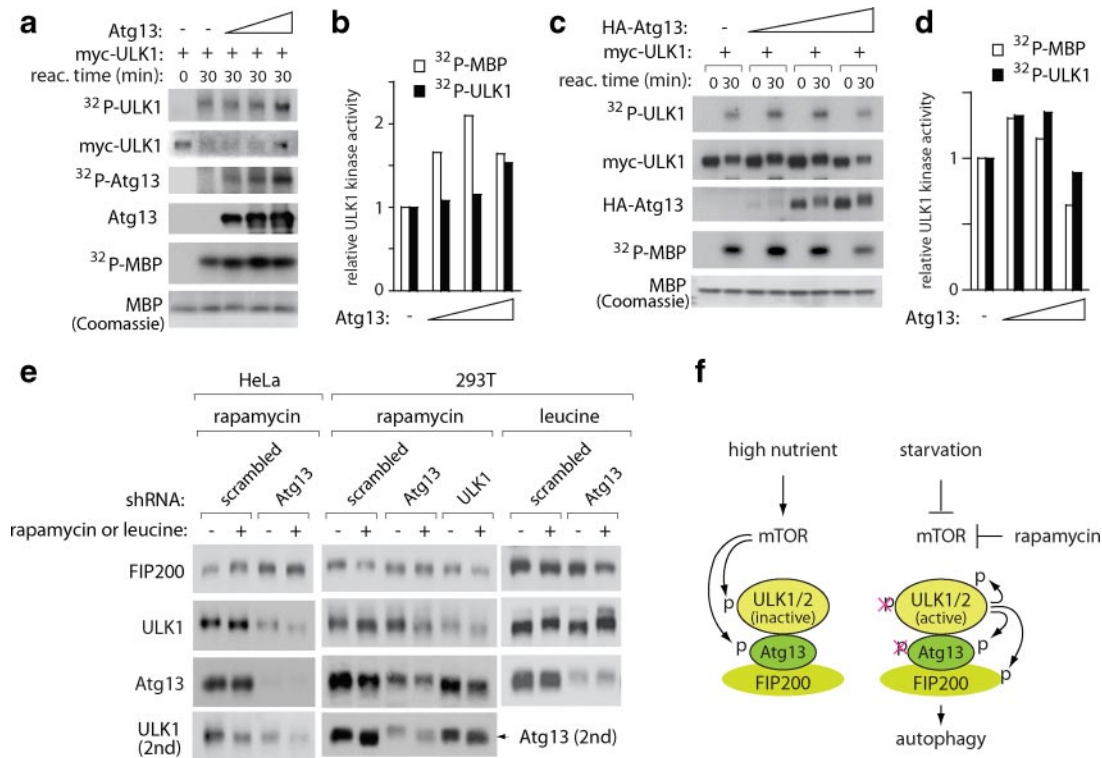 a
Atg13: - -
myc-ULK1: + + + + +
reac. time (min): 0 30 30 30 30
32P-ULK1
myc-ULK1
32P-Atg13
Atg13
32P-MBP
MBP
(Coomassie)
b
32P-MBP
32P-ULK1
relative ULK1 kinase activity
2
1
0
Atg13: -
c
HA-Atg13: -
myc-ULK1: + + + +
reac. time (min): 0 30 0 30 0 30 0 30
32P-ULK1
myc-ULK1
HA-Atg13
32P-MBP
MBP
(Coomassie)
d
32P-MBP
32P-ULK1
relative ULK1 kinase activity
1
0
Atg13: -
e
HeLa 293T
rapamycin rapamycin leucine
shRNA: scrambled Atg13 scrambled Atg13 ULK1 scrambled Atg13
rapamycin or leucine: - + - + - + - + - + - + - +
FIP200
ULK1
Atg13
ULK1
(2nd)
Atg13 (2nd)
f
high nutrient
mTOR
p
ULK1/2
(inactive)
p
Atg13
FIP200
starvation
mTOR
rapamycin
p
p
ULK1/2
(active)
p
Atg13
p
FIP200
p
autophagy